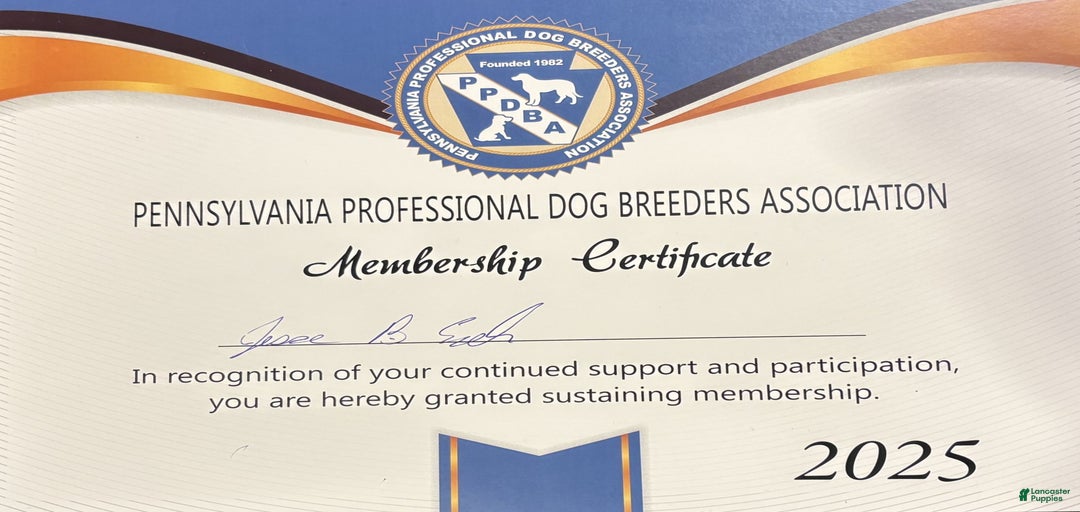 PENNSYLVANIA PROFESSIONAL DOG BREEDERS ASSOCIATION
Founded 1982
PPDBA
PENNSYLVANIA PROFESSIONAL DOG BREEDERS ASSOCIATION
Membership Certificate
Jesse B
In recognition of your continued support and participation,
you are hereby granted sustaining membership.
2025
Lancaster
Puppies